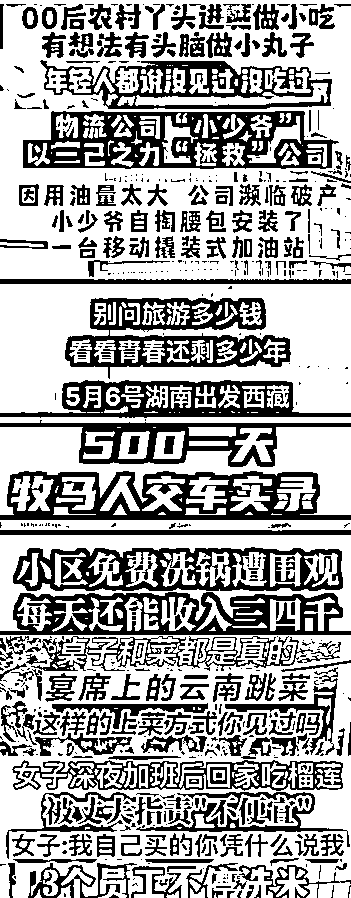 00后农村丫头进城做小吃
有想法有头脑做小丸子
年轻人都说没见过没吃过
物流公司“小少爷”
以一己之力“拯救”公司
因用油量太大 公司濒临破产
小少爷自掏腰包安装了
一台移动撬装式加油站
别问旅游多少钱
看看青春还剩多少年
5月6号湖南出发西藏
500一天
牧马人交车实录
小区免费洗锅遭围观
每天还能收入三四千
桌子和菜都是真的
宴席上的云南跳菜
这样的上菜方式你见过吗
女子深夜加班后回家吃榴莲
被丈夫指责"不便宜"
女子:我自己买的你凭什么说我
13个员工不停洗米